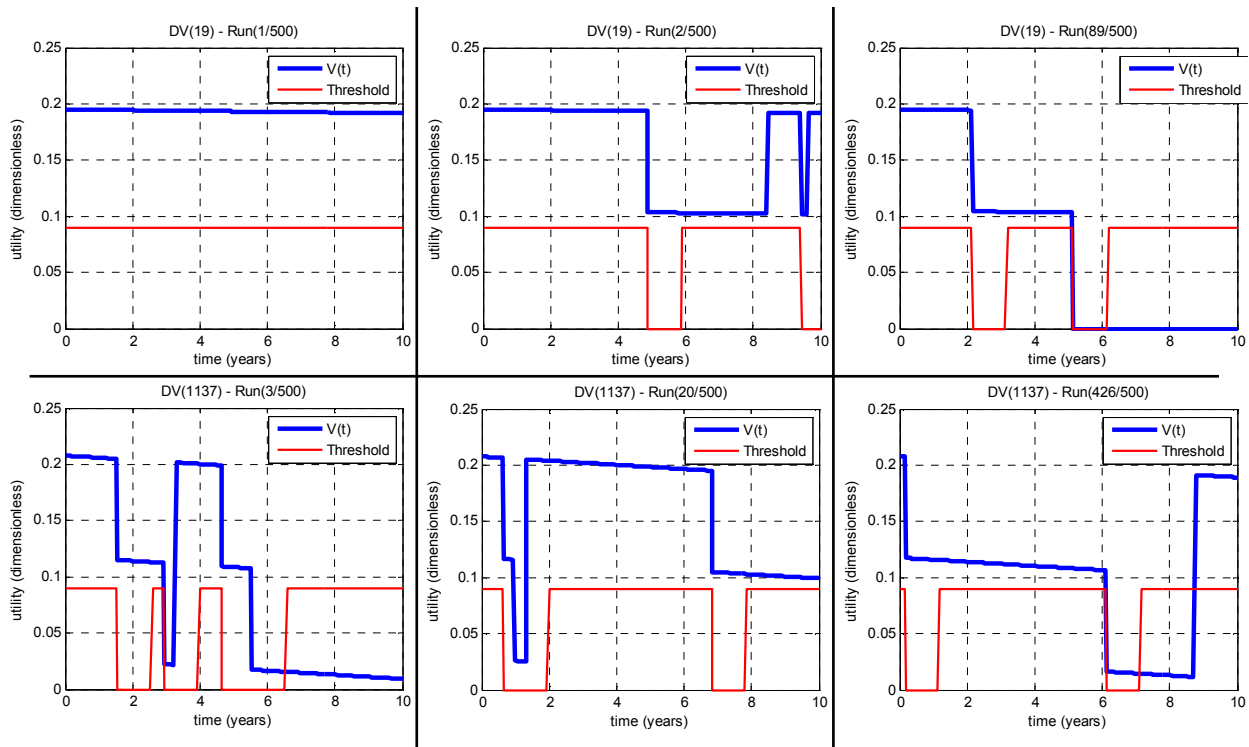 DV(19) - Run(1/500)
0.25
0.2
0.15
0.1
0.05
0
utility (dimensionless)
V(t)
Threshold
0 2 4 6 8 10
time (years)
DV(19) - Run(2/500)
0.25
0.2
0.15
0.1
0.05
0
utility (dimensionless)
V(t)
Threshold
0 2 4 6 8 10
time (years)
DV(19) - Run(89/500)
0.25
0.2
0.15
0.1
0.05
0
utility (dimensionless)
V(t)
Threshold
0 2 4 6 8 10
time (years)
DV(1137) - Run(3/500)
0.25
0.2
0.15
0.1
0.05
0
utility (dimensionless)
V(t)
Threshold
0 2 4 6 8 10
time (years)
DV(1137) - Run(20/500)
0.25
0.2
0.15
0.1
0.05
0
utility (dimensionless)
V(t)
Threshold
0 2 4 6 8 10
time (years)
DV(1137) - Run(426/500)
0.25
0.2
0.15
0.1
0.05
0
utility (dimensionless)
V(t)
Threshold
0 2 4 6 8 10
time (years)